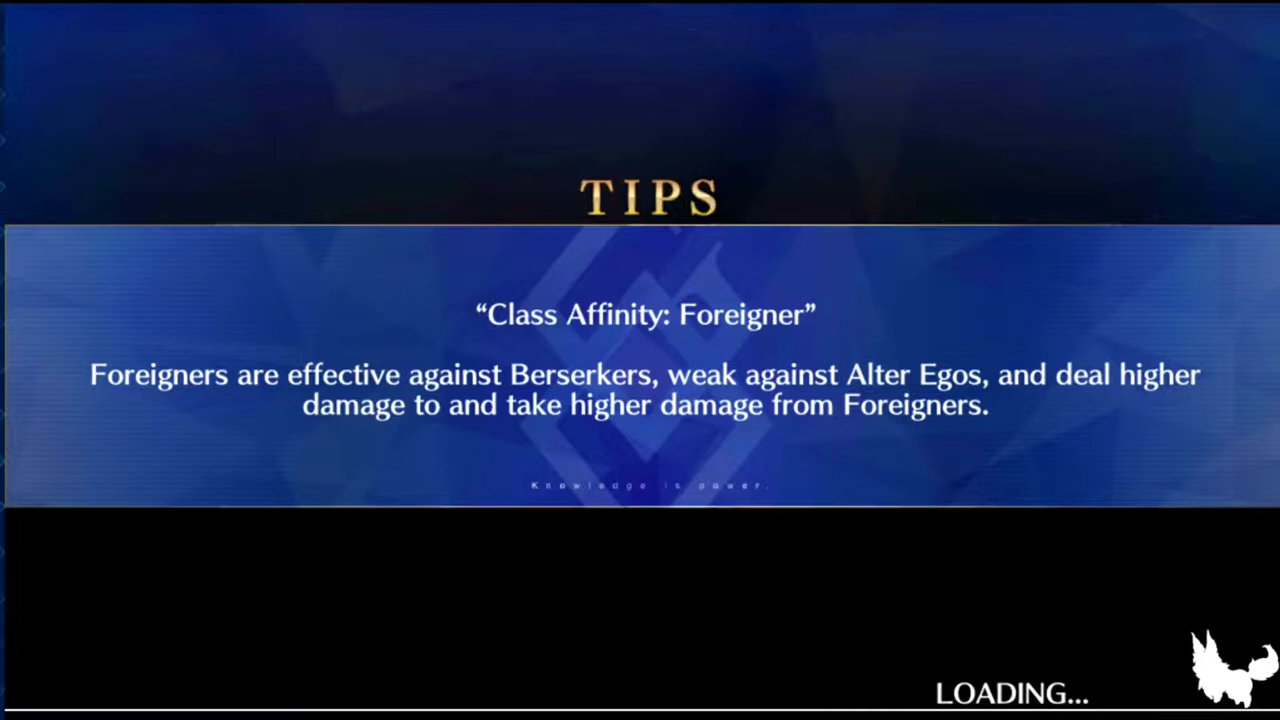 TIPS
“Class Affinity: Foreigner”
Foreigners are effective against Berserkers, weak against Alter Egos, and deal higher
damage to and take higher damage from Foreigners.
Knowledge is power.
LOADING...